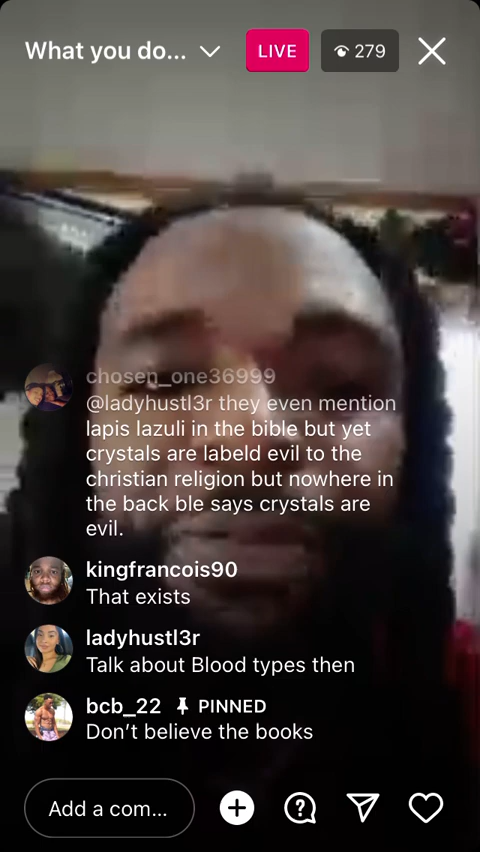 What you do...
LIVE
279
chosen_one36999
@ladyhustl3r they even mention
lapis lazuli in the bible but yet
crystals are labeld evil to the
christian religion but nowhere in
the back ble says crystals are
evil.
kingfrancois90
That exists
ladyhustl3r
Talk about Blood types then
bcb_22 PINNED
Don’t believe the books
Add a com...